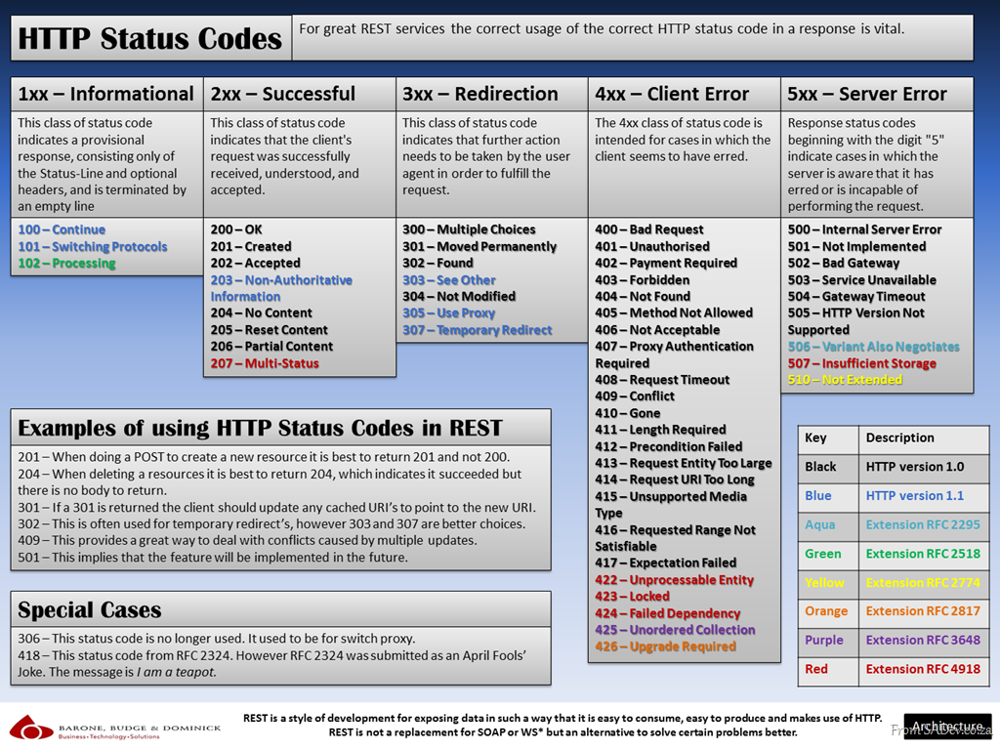 HTTP Status Codes
For great REST services the correct usage of the correct HTTP status code in a response is vital.
1xx – Informational
This class of status code
indicates a provisional
response, consisting only of
the Status-Line and optional
headers, and is terminated by
an empty line
100 – Continue
101 – Switching Protocols
102 – Processing
2xx – Successful
This class of status code
indicates that the client's
request was successfully
received, understood, and
accepted.
200 – OK
201 – Created
202 – Accepted
203 – Non-Authoritative
Information
204 – No Content
205 – Reset Content
206 – Partial Content
207 – Multi-Status
3xx – Redirection
This class of status code
indicates that further action
needs to be taken by the user
agent in order to fulfill the
request.
300 – Multiple Choices
301 – Moved Permanently
302 – Found
303 – See Other
304 – Not Modified
305 – Use Proxy
307 – Temporary Redirect
4xx – Client Error
The 4xx class of status code is
intended for cases in which the
client seems to have erred.
400 – Bad Request
401 – Unauthorised
402 – Payment Required
403 – Forbidden
404 – Not Found
405 – Method Not Allowed
406 – Not Acceptable
407 – Proxy Authentication
Required
408 – Request Timeout
409 – Conflict
410 – Gone
411 – Length Required
412 – Precondition Failed
413 – Request Entity Too Large
414 – Request URI Too Long
415 – Unsupported Media
Type
416 – Requested Range Not
Satisfiable
417 – Expectation Failed
422 – Unprocessable Entity
423 – Locked
424 – Failed Dependency
425 – Unordered Collection
426 – Upgrade Required
5xx – Server Error
Response status codes
beginning with the digit "5"
indicate cases in which the
server is aware that it has
erred or is incapable of
performing the request.
500 – Internal Server Error
501 – Not Implemented
502 – Bad Gateway
503 – Service Unavailable
504 – Gateway Timeout
505 – HTTP Version Not
Supported
506 – Variant Also Negotiates
507 – Insufficient Storage
510 – Not Extended
Examples of using HTTP Status Codes in REST
201 – When doing a POST to create a new resource it is best to return 201 and not 200.
204 – When deleting a resources it is best to return 204, which indicates it succeeded but
there is no body to return.
301 – If a 301 is returned the client should update any cached URI's to point to the new URI.
302 – This is often used for temporary redirect's, however 303 and 307 are better choices.
409 – This provides a great way to deal with conflicts caused by multiple updates.
501 – This implies that the feature will be implemented in the future.
Special Cases
306 – This status code is no longer used. It used to be for switch proxy.
418 – This status code from RFC 2324. However RFC 2324 was submitted as an April Fools'
Joke. The message is I am a teapot.
Key Description
Black HTTP version 1.0
Blue HTTP version 1.1
Aqua Extension RFC 2295
Green Extension RFC 2518
Yellow Extension RFC 2774
Orange Extension RFC 2817
Purple Extension RFC 3648
Red Extension RFC 4918
BARONE, BUDGE & DOMINICK
Business•Technology•Solutions
REST is a style of development for exposing data in such a way that it is easy to consume, easy to produce and makes use of HTTP.
REST is not a replacement for SOAP or WS* but an alternative to solve certain problems better.
Architecture
From SADev.co.za